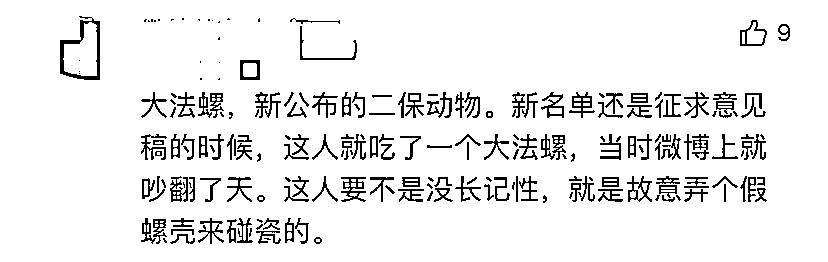 9
大法螺，新公布的二保动物。新名单还是征求意见
稿的时候，这人就吃了一个大法螺，当时微博上就
吵翻了天。这人要不是没长记性，就是故意弄个假
螺壳来碰瓷的。